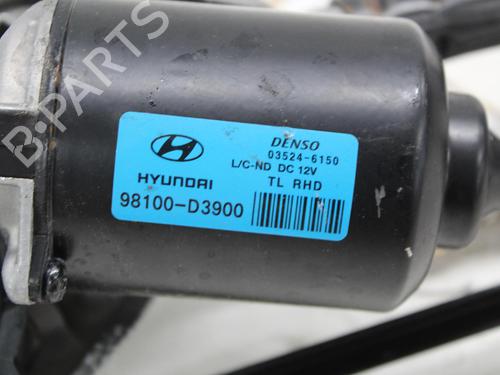 B-PARTS
HYUNDAI
98100-D3900
DENSO
03524-6150
L/C-ND DC 12V
TL RHD